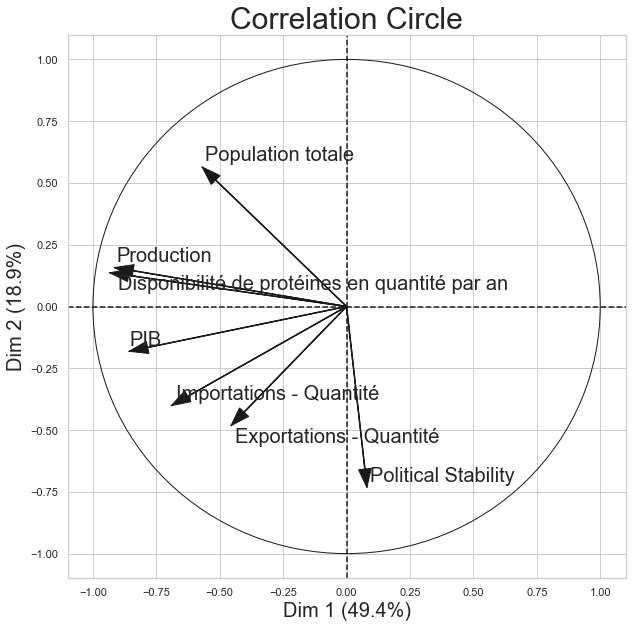 Correlation Circle
1.00
0.75
0.50
0.25
0.00
−0.25
−0.50
−0.75
−1.00
Dim 2 (18.9%)
Population totale
Production
Disponibilité de protéines en quantité par an
PIB
Importations - Quantité
Exportations - Quantité
Political Stability
−1.00 −0.75 −0.50 −0.25 0.00 0.25 0.50 0.75 1.00
Dim 1 (49.4%)